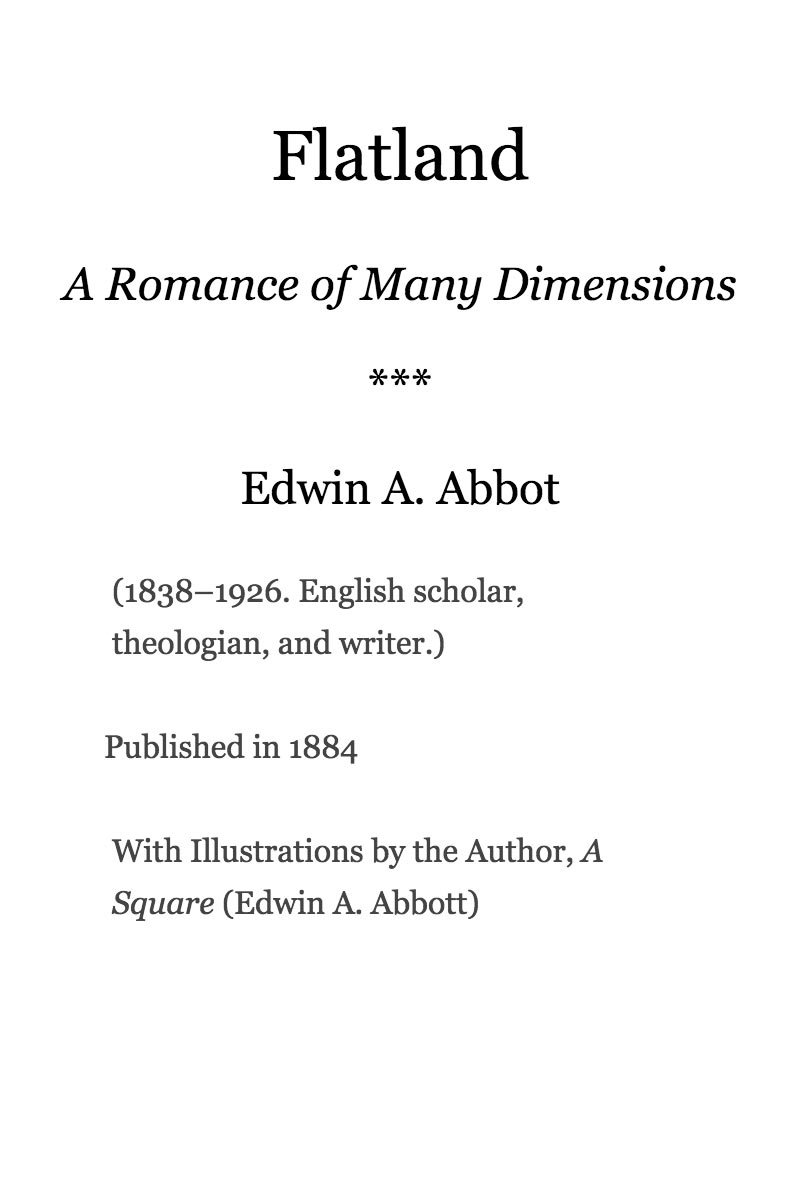 Flatland
A Romance of Many Dimensions
***
Edwin A. Abbot
(1838–1926. English scholar,
theologian, and writer.)
Published in 1884
With Illustrations by the Author, A
Square (Edwin A. Abbott)